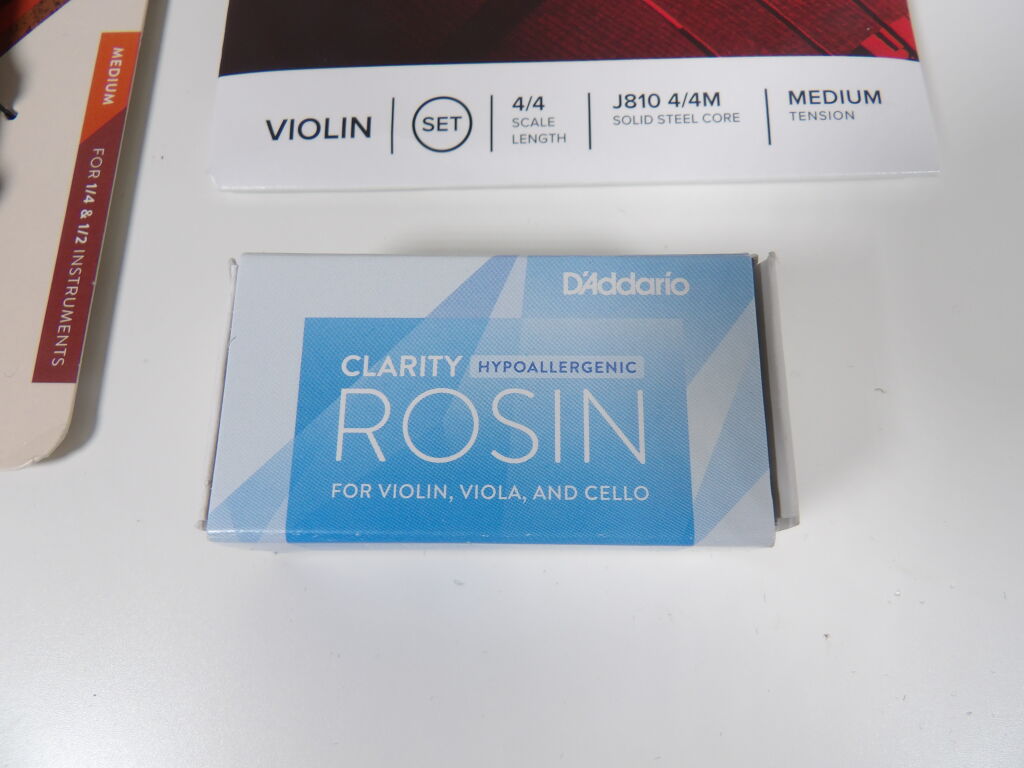 MEDIUM
FOR 1/4 & 1/2 INSTRUMENTS
VIOLIN
SET
4/4
SCALE
LENGTH
J810 4/4M
SOLID STEEL CORE
MEDIUM
TENSION
D'Addario
CLARITY HYPOALLERGENIC
ROSIN
FOR VIOLIN, VIOLA, AND CELLO